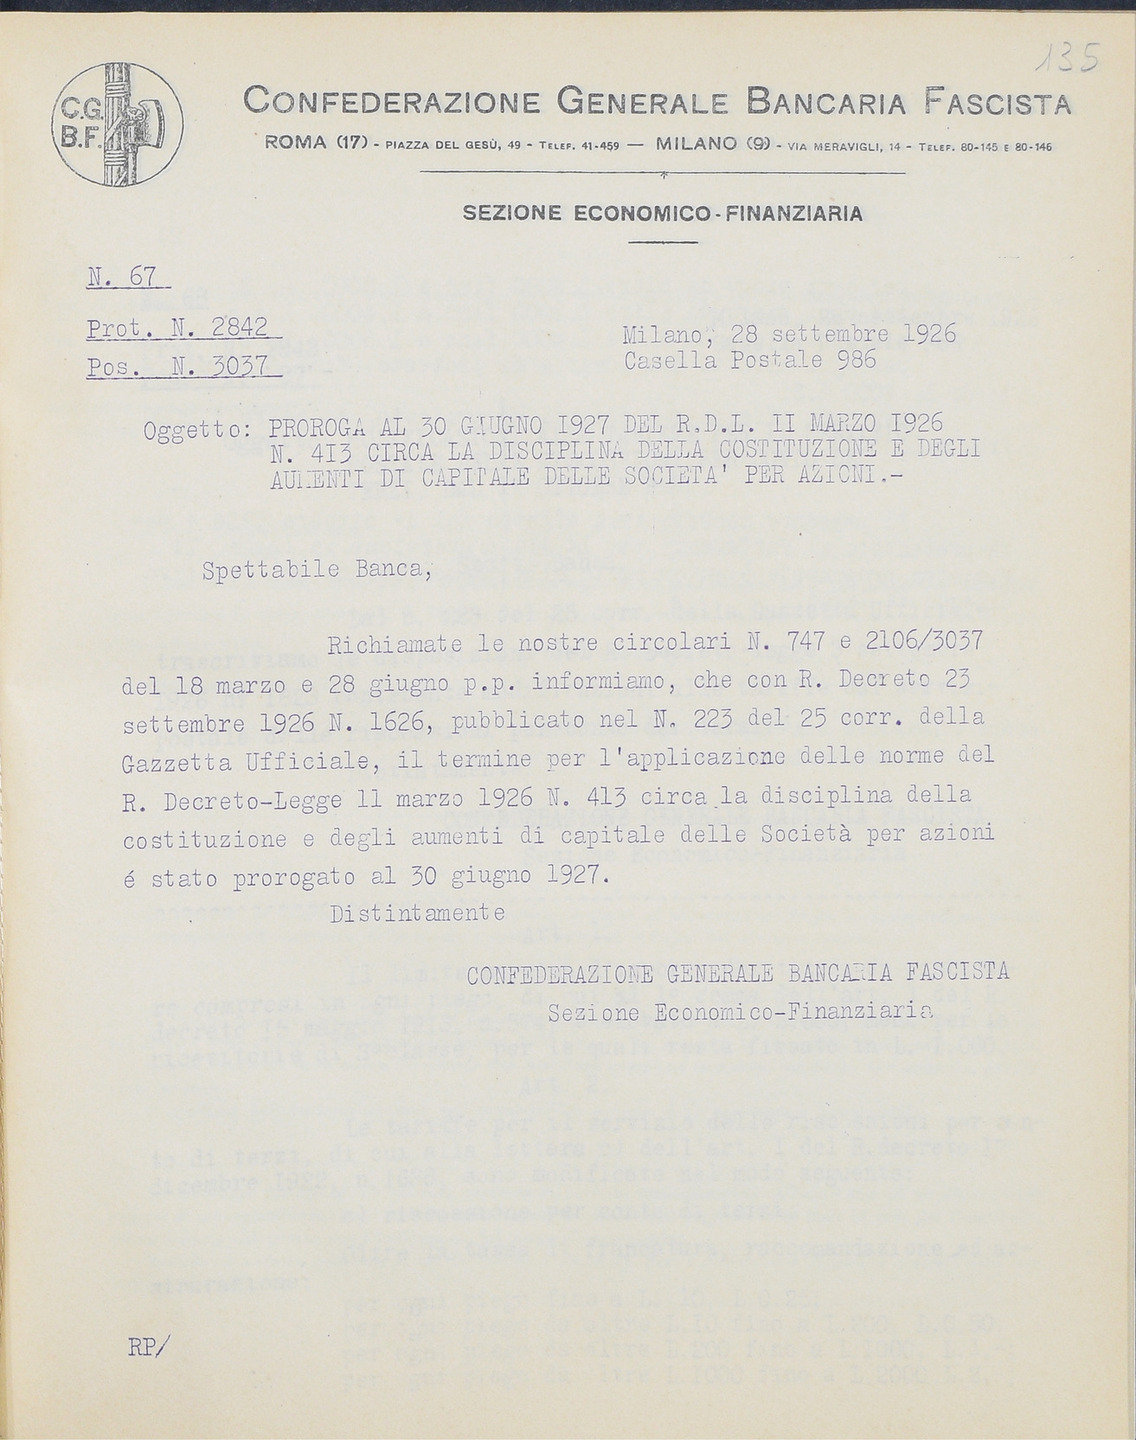 135
C.G.
B.F.
CONFEDERAZIONE GENERALE BANCARIA FASCISTA
ROMA (17) - PIAZZA DEL GESÙ, 49 - TELEF. 41-459 — MILANO (9) - VIA MERAVIGLI, 14 - TELEF. 80-145 E 80-146
SEZIONE ECONOMICO-FINANZIARIA
N. 67
Prot. N. 2842
Pos. N. 3037
Milano, 28 settembre 1926
Casella Postale 986
Oggetto: PROROGA AL 30 GIUGNO I927 DEL R.D.L. II MARZO I926
N. 4I3 CIRCA LA DISCIPLINA DELLA COSTITUZIONE E DEGLI
AUMENTI DI CAPITALE DELLE SOCIETA' PER AZIONI.-
Spettabile Banca,
Richiamate le nostre circolari N. 747 e 2106/3037
del 18 marzo e 28 giugno p.p. informiamo, che con R. Decreto 23
settembre 1926 N. 1626, pubblicato nel N. 223 del 25 corr. della
Gazzetta Ufficiale, il termine per l'applicazione delle norme del
R. Decreto-Legge 11 marzo 1926 N. 413 circa la disciplina della
costituzione e degli aumenti di capitale delle Società per azioni
é stato prorogato al 30 giugno 1927.
Distintamente
CONFEDERAZIONE GENERALE BANCARIA FASCISTA
Sezione Economico-Finanziaria
RP/